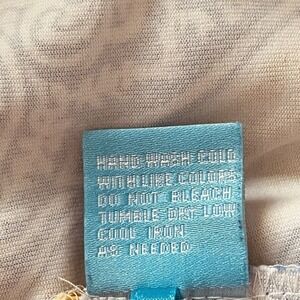 HAND WASH COLD
WITH LIKE COLORS
DO NOT BLEACH
TUMBLE DRY LOW
COOL IRON
AS NEEDED